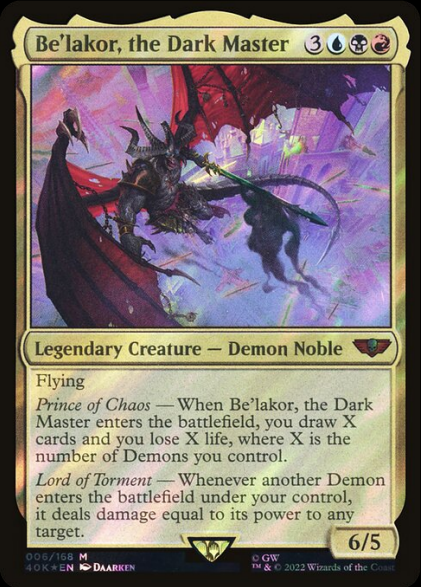 Be'lakor, the Dark Master 3
Legendary Creature — Demon Noble
Flying
Prince of Chaos — When Be'lakor, the Dark
Master enters the battlefield, you draw X
cards and you lose X life, where X is the
number of Demons you control.
Lord of Torment — Whenever another Demon
enters the battlefield under your control,
it deals damage equal to its power to any
target.
6/5
006/168 M
40K★EN DAARKEN
© GW
™ & © 2022 Wizards of the Coast